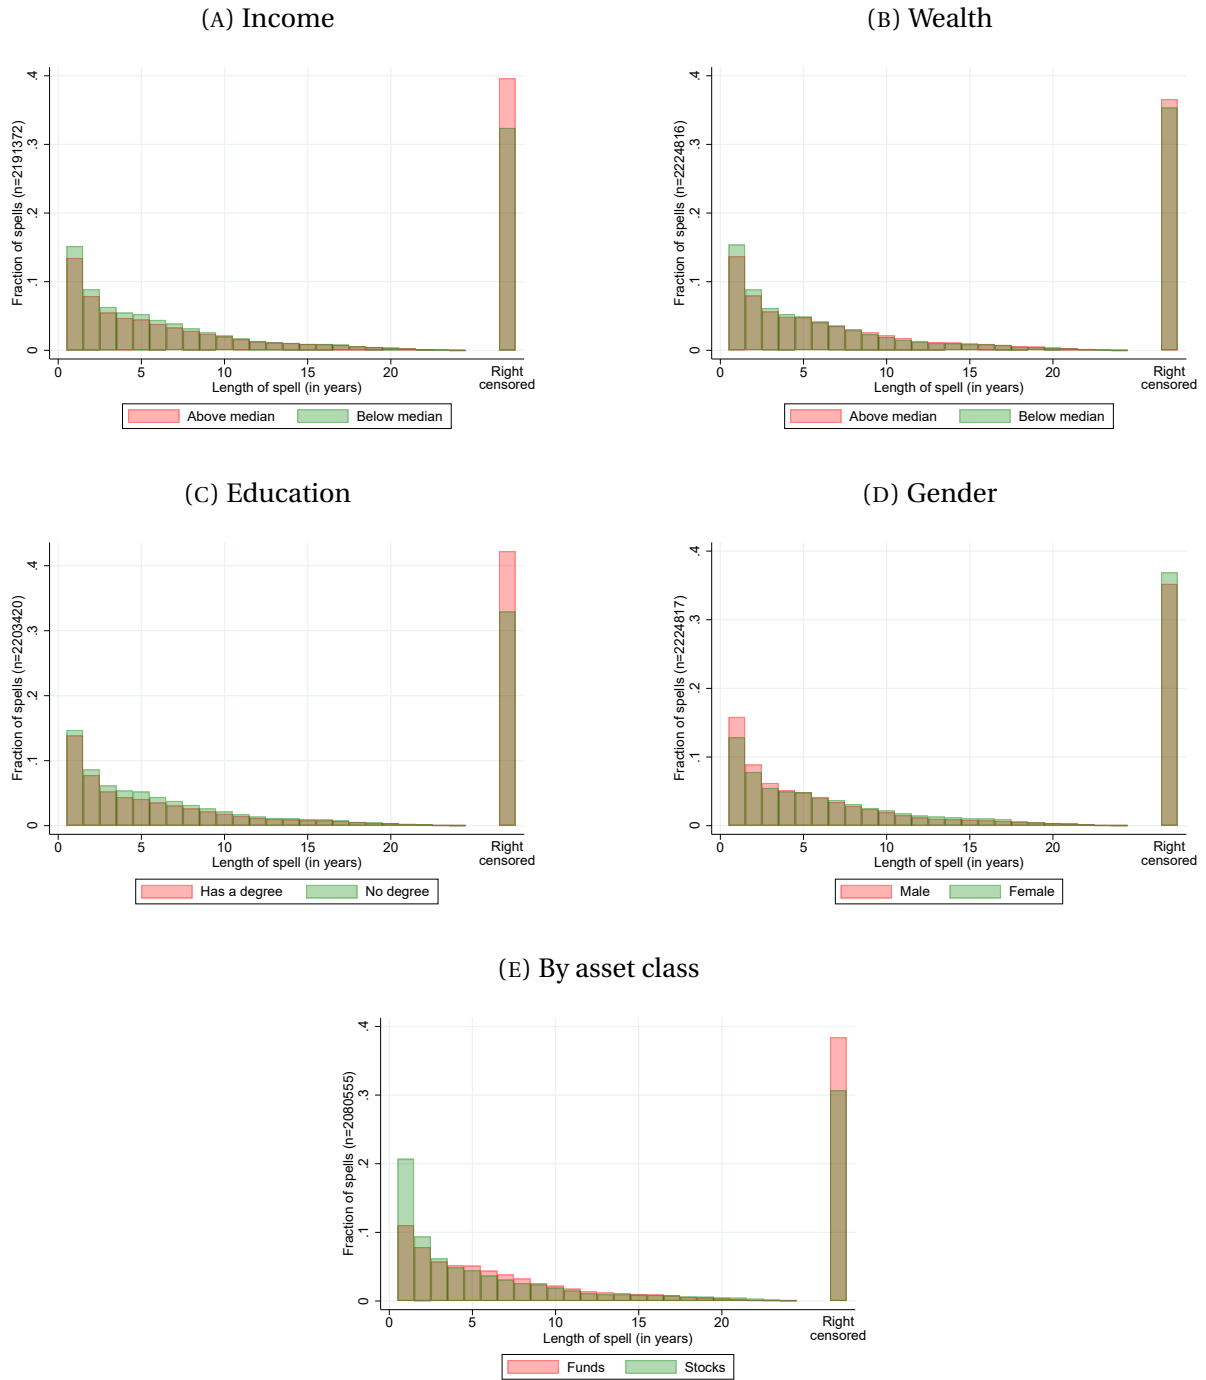 (A) Income
Fraction of spells (n=2191372)
0 .1 .2 .3 .4
0 5 10 15 20 Right censored
Length of spell (in years)
Above median Below median
(B) Wealth
Fraction of spells (n=2224816)
0 .1 .2 .3 .4
0 5 10 15 20 Right censored
Length of spell (in years)
Above median Below median
(C) Education
Fraction of spells (n=2203420)
0 .1 .2 .3 .4
0 5 10 15 20 Right censored
Length of spell (in years)
Has a degree No degree
(D) Gender
Fraction of spells (n=2224817)
0 .1 .2 .3 .4
0 5 10 15 20 Right censored
Length of spell (in years)
Male Female
(E) By asset class
Fraction of spells (n=2080555)
0 .1 .2 .3 .4
0 5 10 15 20 Right censored
Length of spell (in years)
Funds Stocks